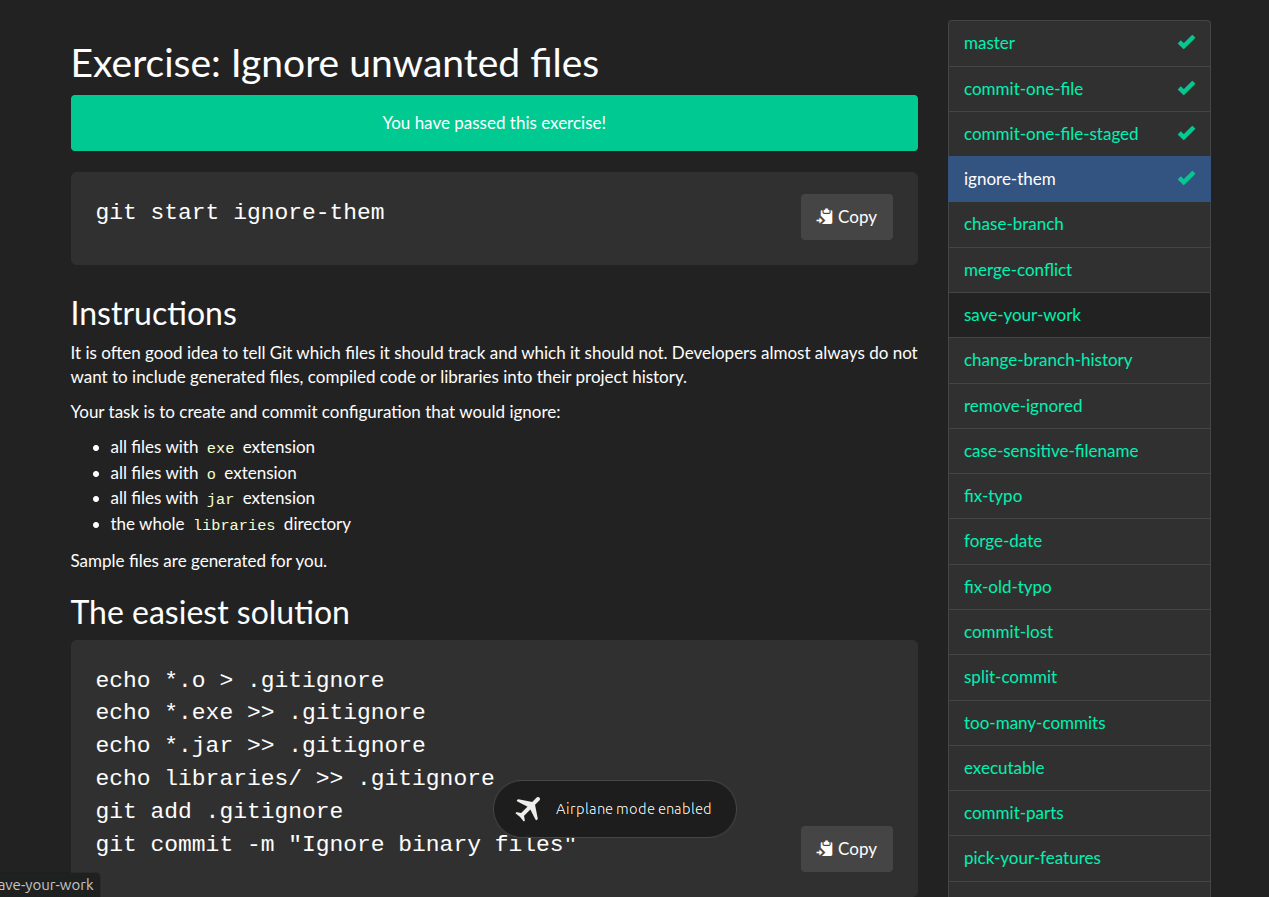 Exercise: Ignore unwanted files
You have passed this exercise!
git start ignore-them
Copy
Instructions
It is often good idea to tell Git which files it should track and which it should not. Developers almost always do not
want to include generated files, compiled code or libraries into their project history.
Your task is to create and commit configuration that would ignore:
all files with exe extension
all files with o extension
all files with jar extension
the whole libraries directory
Sample files are generated for you.
The easiest solution
echo *.o > .gitignore
echo *.exe >> .gitignore
echo *.jar >> .gitignore
echo libraries/ >> .gitignore
git add .gitignore
git commit -m "Ignore binary files"
Copy
Airplane mode enabled
ave-your-work
master
commit-one-file
commit-one-file-staged
ignore-them
chase-branch
merge-conflict
save-your-work
change-branch-history
remove-ignored
case-sensitive-filename
fix-typo
forge-date
fix-old-typo
commit-lost
split-commit
too-many-commits
executable
commit-parts
pick-your-features